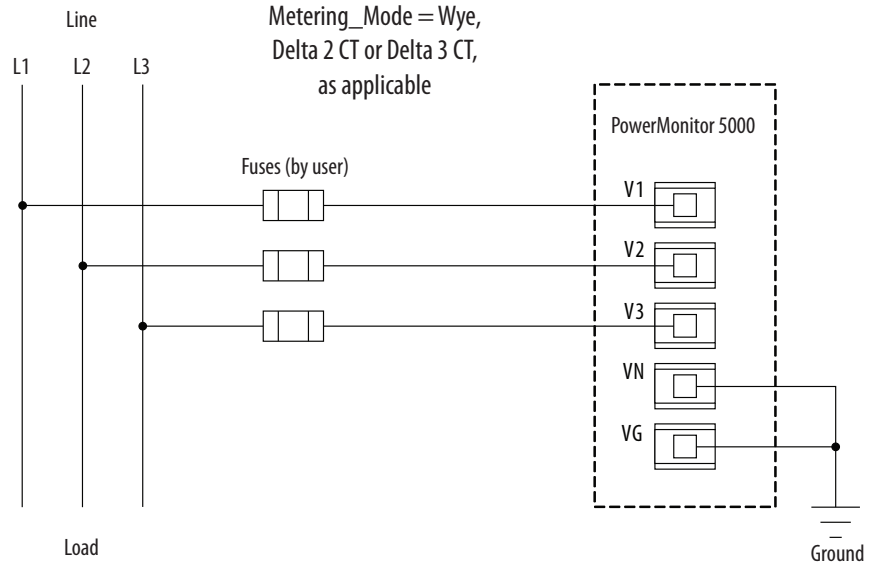 Line
Metering_Mode = Wye,
Delta 2 CT or Delta 3 CT,
as applicable
L1 L2 L3
PowerMonitor 5000
Fuses (by user)
V1
V2
V3
VN
VG
Load
Ground